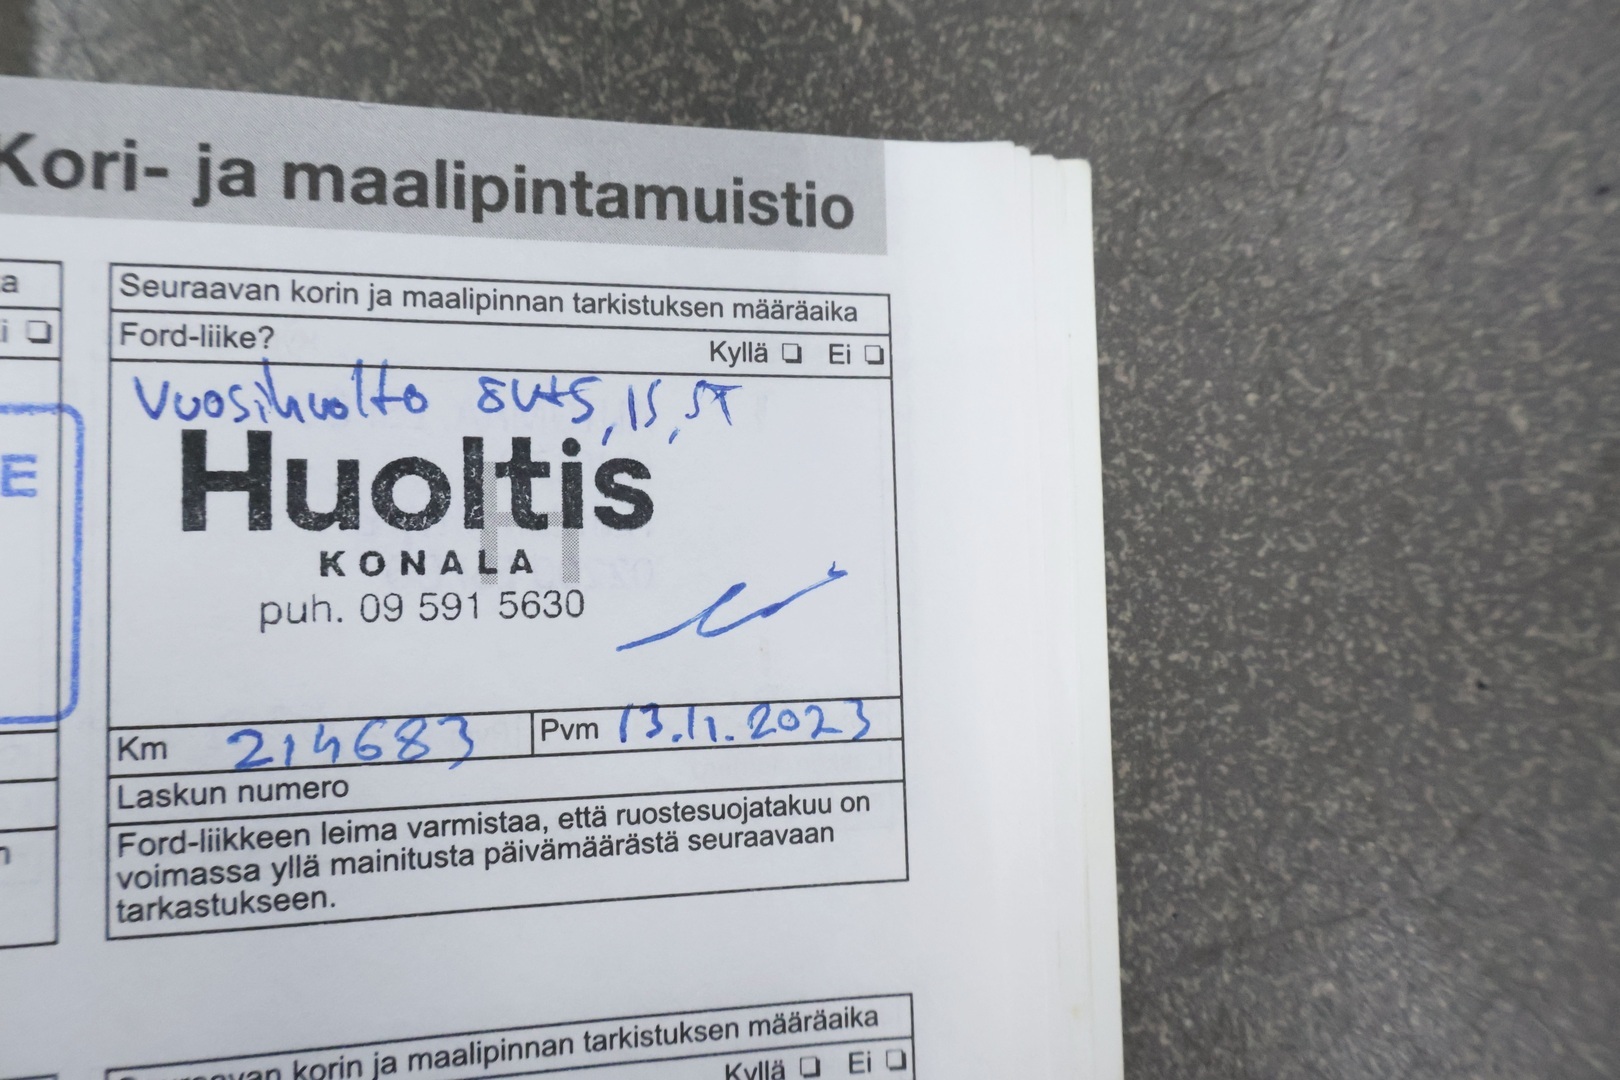 Kori- ja maalipintamuistio
a
i
E
n
Seuraavan korin ja maalipinnan tarkistuksen määräaika
Ford-liike?
Kyllä Ei
Vuosihuolto
Huoltis
KONALA
puh. 09 591 5630
Km 214683 Pvm 13.11.2023
Laskun numero
Ford-liikkeen leima varmistaa, että ruostesuojatakuu on
voimassa yllä mainitusta päivämäärästä seuraavaan
tarkastukseen.
korin ja maalipinnan tarkistuksen määräaika
Kyllä Ei